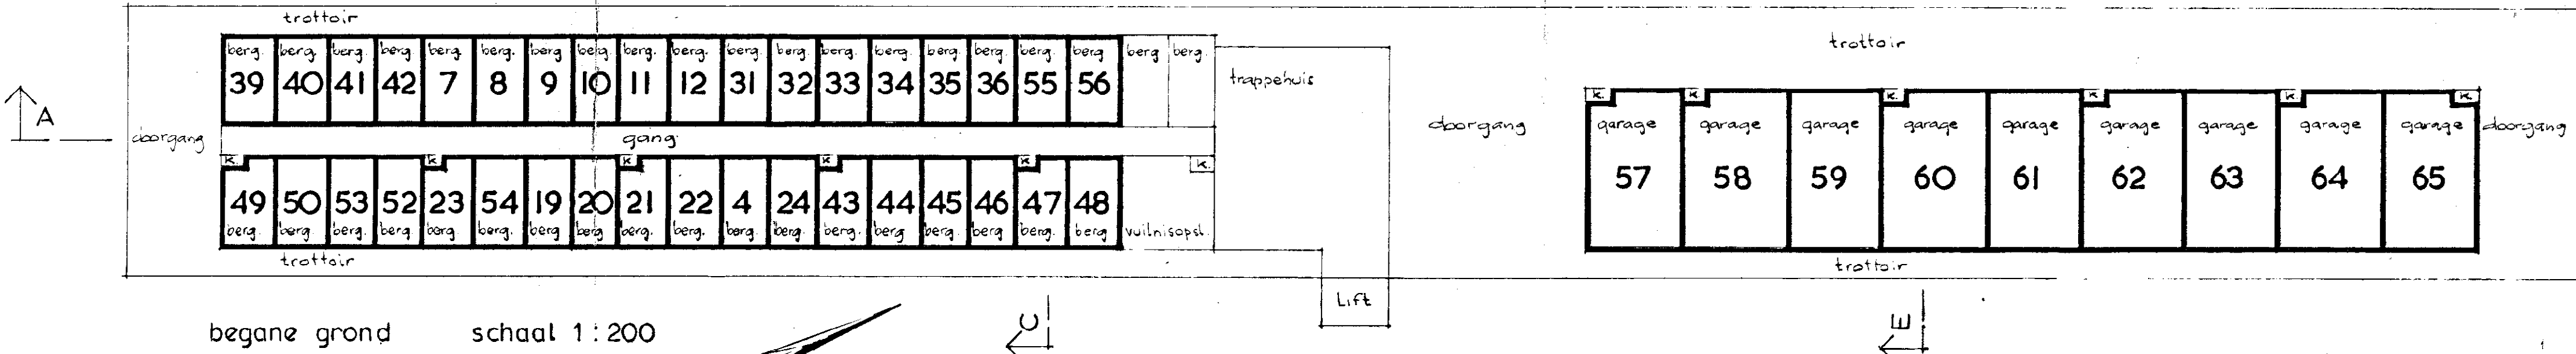 trottoir
berg. berg. berg. berg. berg. berg. berg berg. berg. berg. berg. berg. berg. berg. berg. berg. berg. berg berg berg.
39 40 41 42 7 8 9 10 11 12 31 32 33 34 35 36 55 56
trappehuis
trottoir
A
doorgang
gang
doorgang
k. k. k. k. k. k.
k. k. k. k. k. k.
garage garage garage garage garage garage garage garage garage
doorgang
57 58 59 60 61 62 63 64 65
49 50 53 52 23 54 19 20 21 22 4 24 43 44 45 46 47 48
berg. berg. berg. berg. berg. berg. berg berg berg. berg. berg. berg. berg. berg berg. berg berg. berg vuilnisopsl.
trottoir
trottoir
Lift
C
E
begane grond schaal 1:200